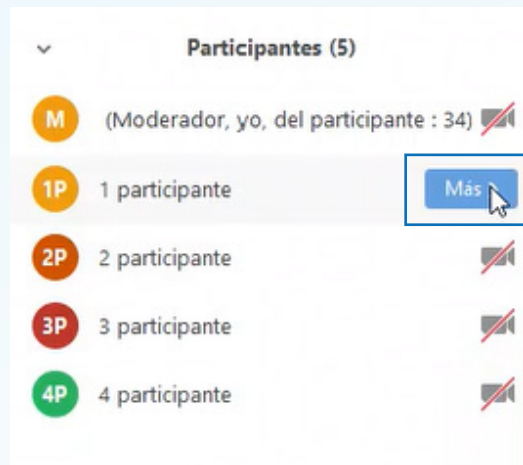 Participantes (5)
M (Moderador, yo, del participante : 34)
1P 1 participante Más
2P 2 participante
3P 3 participante
4P 4 participante